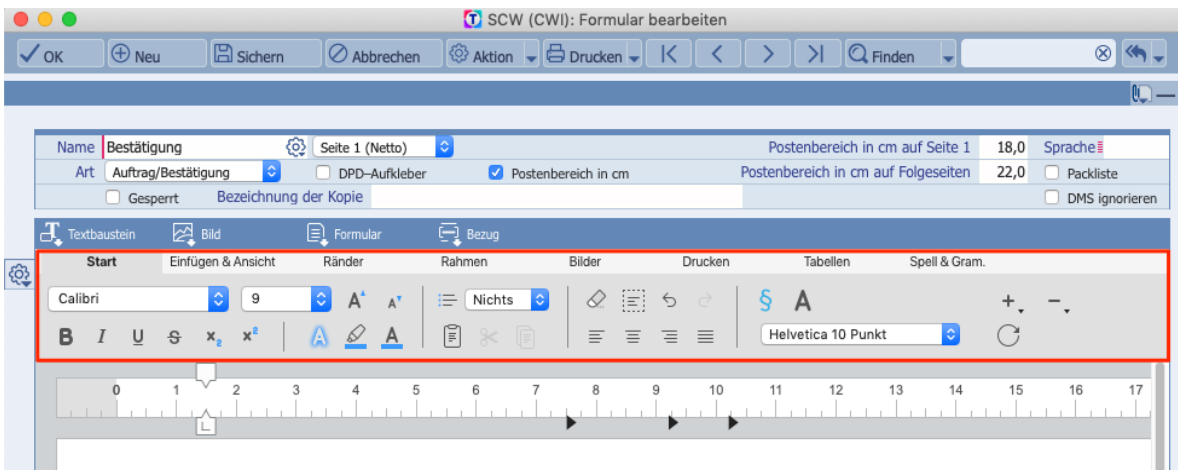 SCW (CWI): Formular bearbeiten
OK Neu Sichern Abbrechen Aktion Drucken Finden
Name Bestätigung Seite 1 (Netto) Postenbereich in cm auf Seite 1 18,0 Sprache
Art Auftrag/Bestätigung DPD-Aufkleber Postenbereich in cm Postenbereich in cm auf Folgeseiten 22,0 Packliste
Gesperrt Bezeichnung der Kopie DMS ignorieren
Textbaustein Bild Formular Bezug
Start Einfügen & Ansicht Ränder Rahmen Bilder Drucken Tabellen Spell & Gram.
Calibri 9 A A Nichts § A + -
B I U S x2 x2 A A Helvetica 10 Punkt
0 1 2 3 4 5 6 7 8 9 10 11 12 13 14 15 16 17